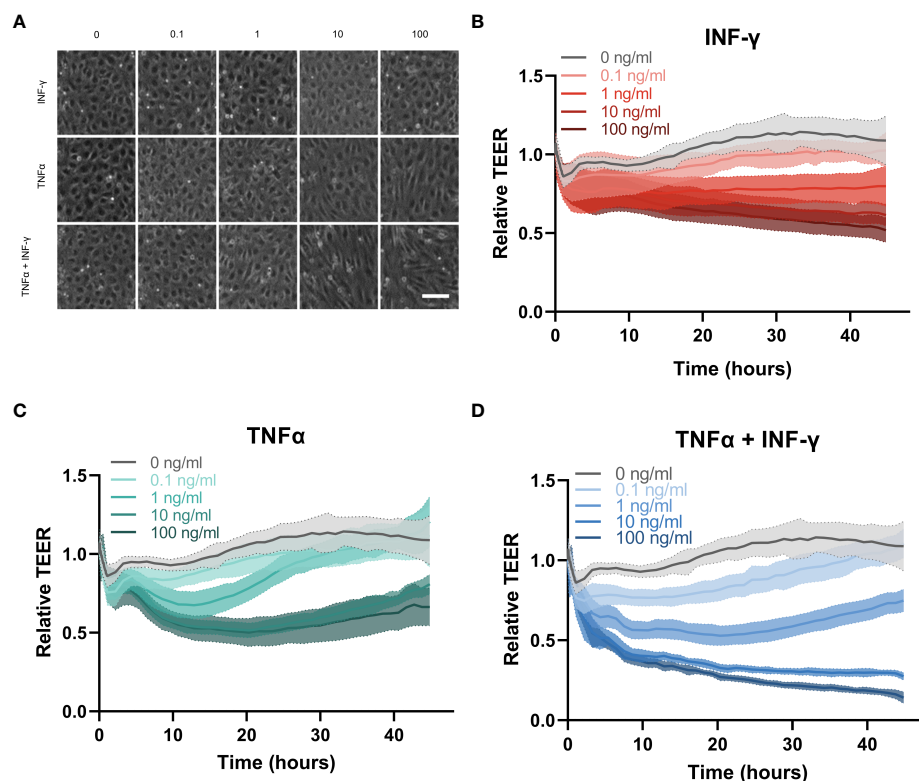 A
0 0.1 1 10 100
INF-γ
TNFα
TNFα + INF-γ
B
INF-γ
0 ng/ml
0.1 ng/ml
1 ng/ml
10 ng/ml
100 ng/ml
Relative TEER
1.5
1.0
0.5
0.0
0 10 20 30 40
Time (hours)
C
TNFα
0 ng/ml
0.1 ng/ml
1 ng/ml
10 ng/ml
100 ng/ml
Relative TEER
1.5
1.0
0.5
0.0
0 10 20 30 40
Time (hours)
D
TNFα + INF-γ
0 ng/ml
0.1 ng/ml
1 ng/ml
10 ng/ml
100 ng/ml
Relative TEER
1.5
1.0
0.5
0.0
0 10 20 30 40
Time (hours)